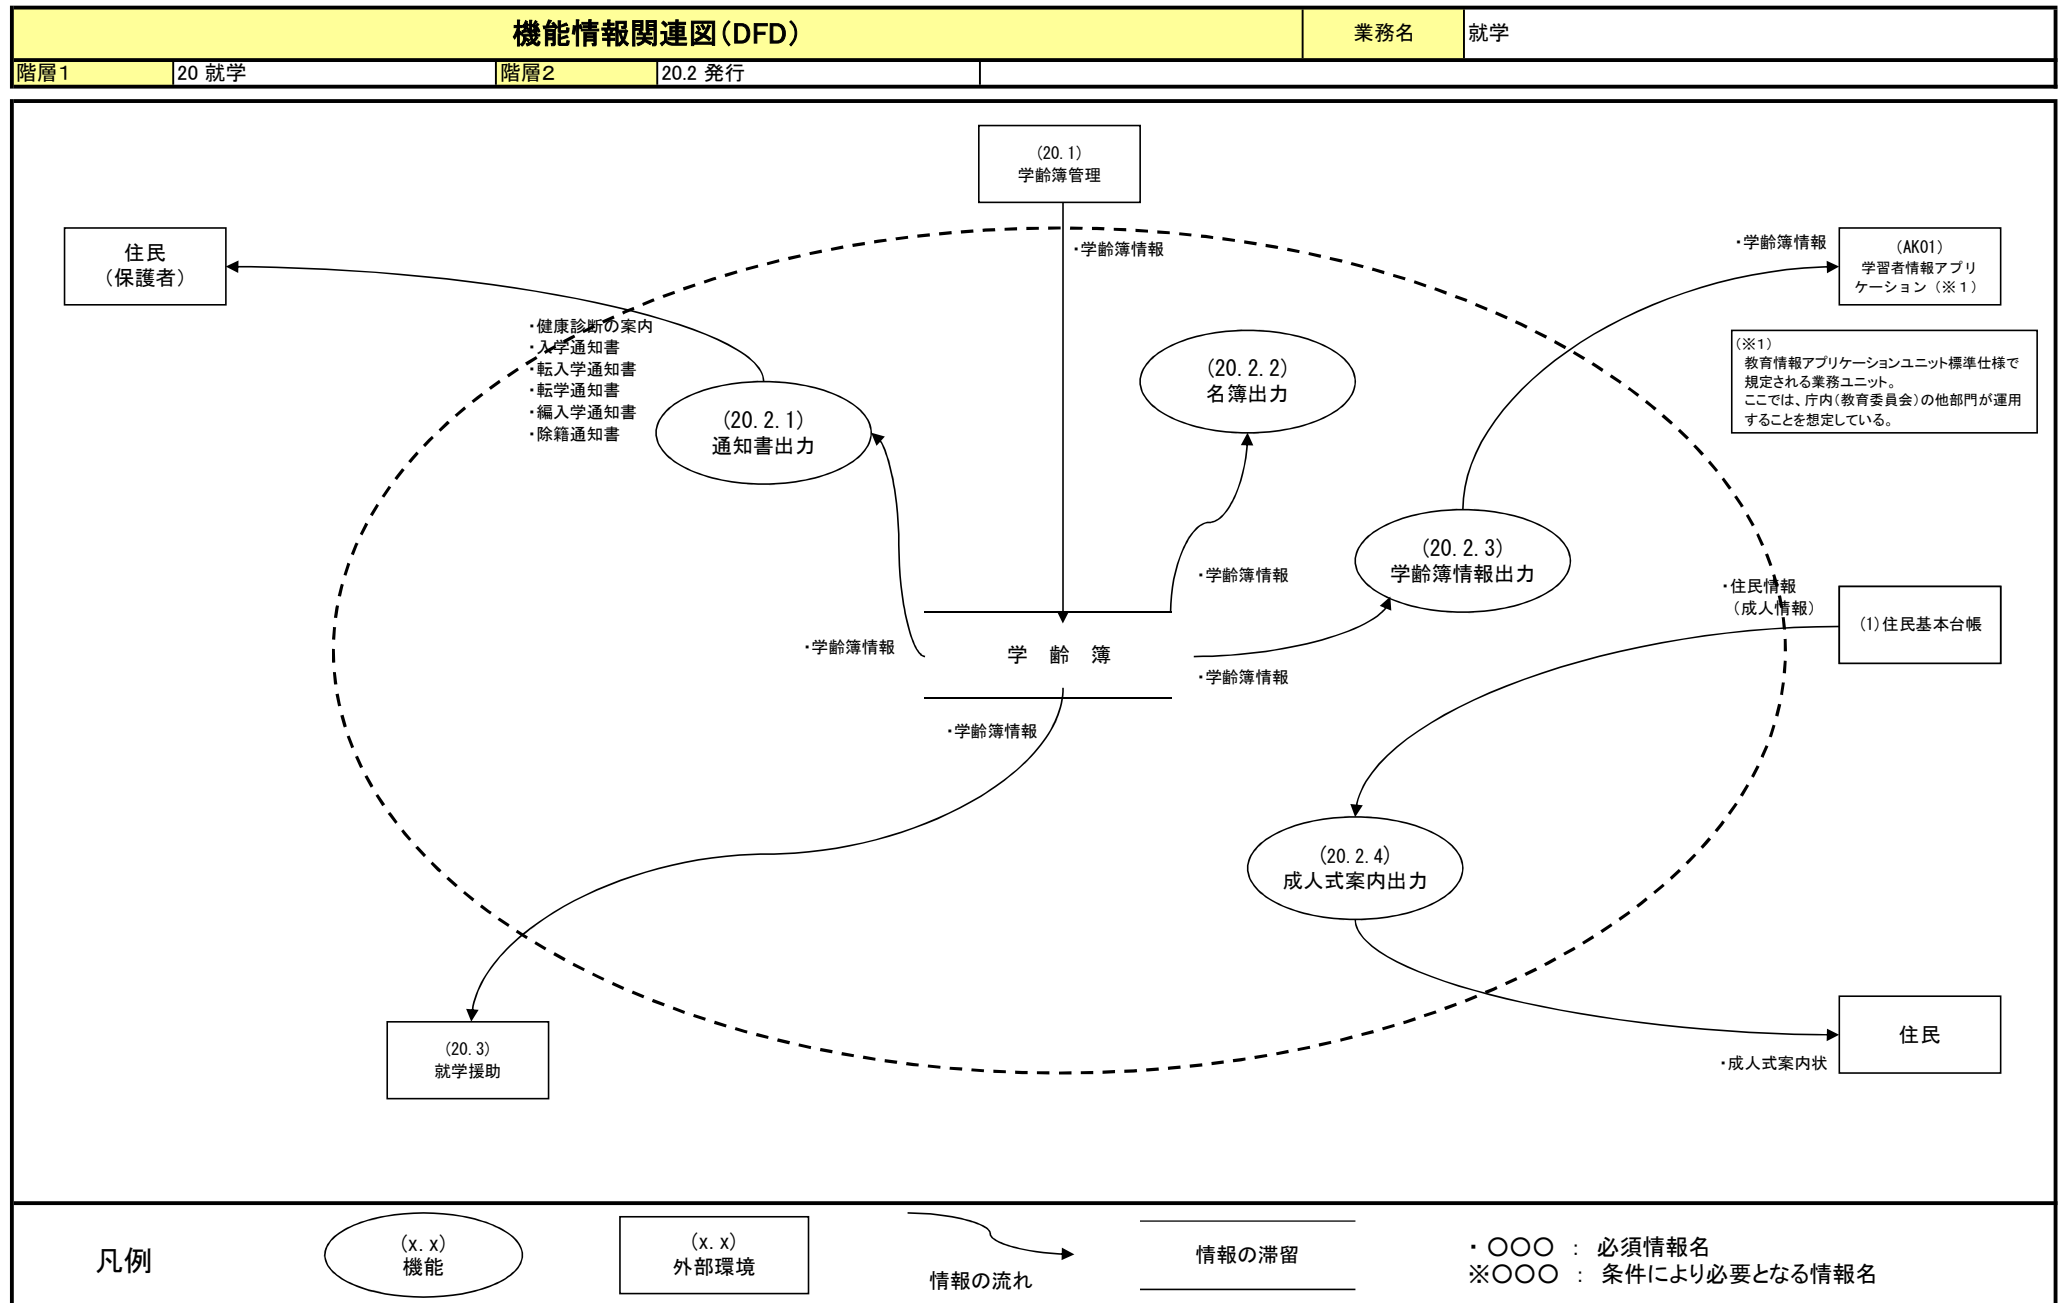 機能情報関連図(DFD)
業務名
就学
階層1
20 就学
階層2
20.2 発行
(20.1)
学齢簿管理
・学齢簿情報
住民
(保護者)
・健康診断の案内
・入学通知書
・転入学通知書
・転学通知書
・編入学通知書
・除籍通知書
(20.2.1)
通知書出力
(20.2.2)
名簿出力
・学齢簿情報
(AK01)
学習者情報アプリ
ケーション(※1)
(※1)
教育情報アプリケーションユニット標準仕様で
規定される業務ユニット。
ここでは、庁内(教育委員会)の他部門が運用
することを想定している。
(20.2.3)
学齢簿情報出力
・学齢簿情報
・住民情報
(成人情報)
(1)住民基本台帳
・学齢簿情報
学 齢 簿
・学齢簿情報
・学齢簿情報
(20.2.4)
成人式案内出力
(20.3)
就学援助
住民
・成人式案内状
凡例
(x.x)
機能
(x.x)
外部環境
情報の流れ
情報の滞留
・ 〇〇〇 : 必須情報名
※〇〇〇 : 条件により必要となる情報名